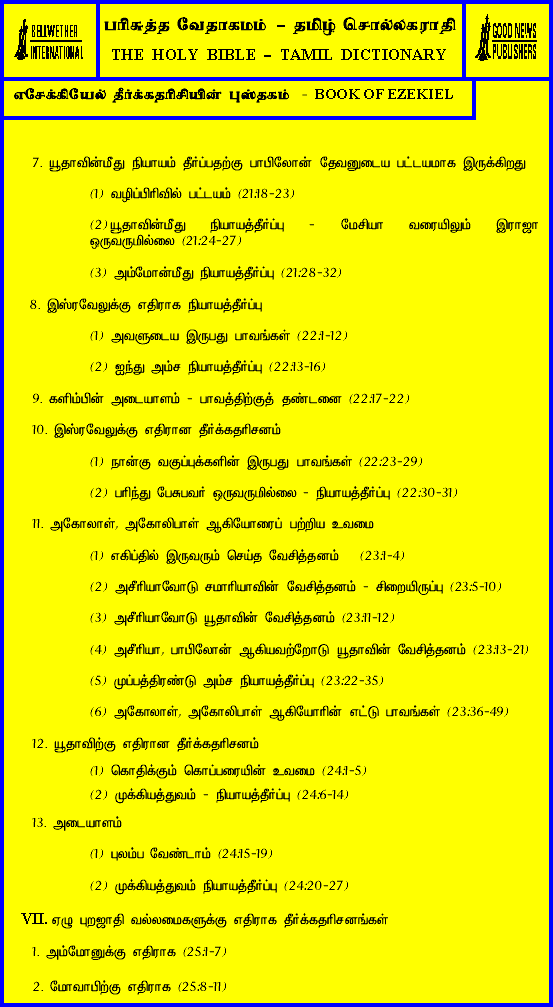 BELLWETHER
INTERNATIONAL
பரிசுத்த வேதாகமம் – தமிழ் சொல்லகராதி
THE HOLY BIBLE – TAMIL DICTIONARY
GOOD NEWS
PUBLISHERS
எசேக்கியேல் தீர்க்கதரிசியின் புஸ்தகம் - BOOK OF EZEKIEL
7. யூதாவின்மீது நியாயம் தீர்ப்பதற்கு பாபிலோன் தேவனுடைய பட்டயமாக இருக்கிறது
(1) வழிப்பிரிவில் பட்டயம் (21:18-23)
(2) யூதாவின்மீது நியாயத்தீர்ப்பு - மேசியா வரையிலும் இராஜா
ஒருவருமில்லை (21:24-27)
(3) அம்மோன்மீது நியாயத்தீர்ப்பு (21:28-32)
8. இஸ்ரவேலுக்கு எதிராக நியாயத்தீர்ப்பு
(1) அவளுடைய இருபது பாவங்கள் (22:1-12)
(2) ஐந்து அம்ச நியாயத்தீர்ப்பு (22:13-16)
9. களிம்பின் அடையாளம் - பாவத்திற்குத் தண்டனை (22:17-22)
10. இஸ்ரவேலுக்கு எதிரான தீர்க்கதரிசனம்
(1) நான்கு வகுப்புக்களின் இருபது பாவங்கள் (22:23-29)
(2) பரிந்து பேசுபவர் ஒருவருமில்லை - நியாயத்தீர்ப்பு (22:30-31)
11. அகோலாள், அகோலிபாள் ஆகியோரைப் பற்றிய உவமை
(1) எகிப்தில் இருவரும் செய்த வேசித்தனம் (23:1-4)
(2) அசீரியாவோடு சமாரியாவின் வேசித்தனம் - சிறையிருப்பு (23:5-10)
(3) அசீரியாவோடு யூதாவின் வேசித்தனம் (23:11-12)
(4) அசீரியா, பாபிலோன் ஆகியவற்றோடு யூதாவின் வேசித்தனம் (23:13-21)
(5) முப்பத்திரண்டு அம்ச நியாயத்தீர்ப்பு (23:22-35)
(6) அகோலாள், அகோலிபாள் ஆகியோரின் எட்டு பாவங்கள் (23:36-49)
12. யூதாவிற்கு எதிரான தீர்க்கதரிசனம்
(1) கொதிக்கும் கொப்பரையின் உவமை (24:1-5)
(2) முக்கியத்துவம் - நியாயத்தீர்ப்பு (24:6-14)
13. அடையாளம்
(1) புலம்ப வேண்டாம் (24:15-19)
(2) முக்கியத்துவம் நியாயத்தீர்ப்பு (24:20-27)
VII. ஏழு புறஜாதி வல்லமைகளுக்கு எதிராக தீர்க்கதரிசனங்கள்
1. அம்மோனுக்கு எதிராக (25:1-7)
2. மோவாபிற்கு எதிராக (25:8-11)